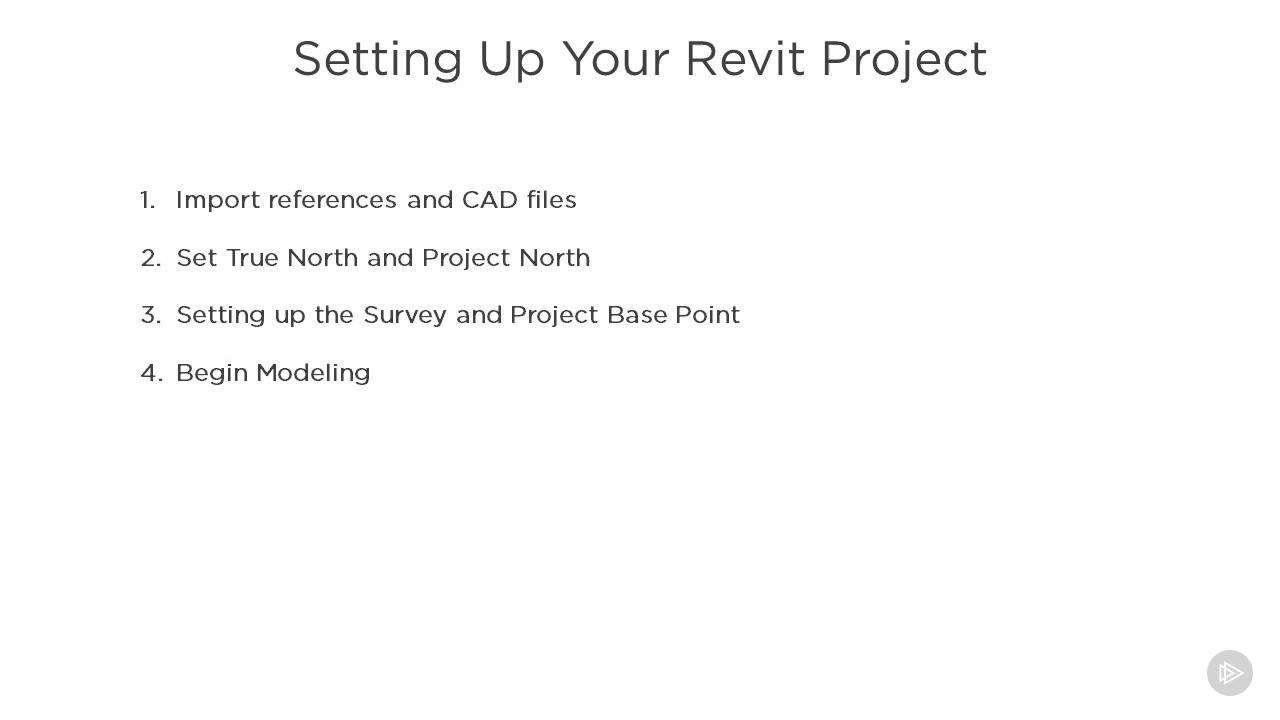 Setting Up Your Revit Project
1. Import references and CAD files
2. Set True North and Project North
3. Setting up the Survey and Project Base Point
4. Begin Modeling